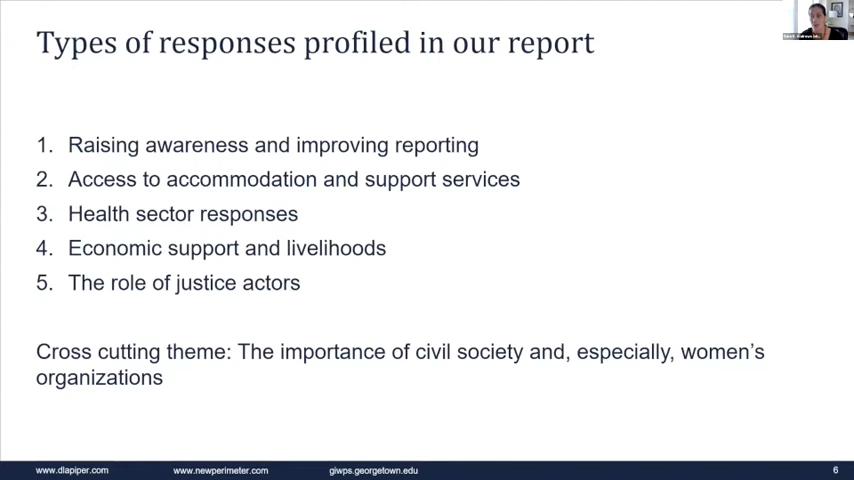 Types of responses profiled in our report
1. Raising awareness and improving reporting
2. Access to accommodation and support services
3. Health sector responses
4. Economic support and livelihoods
5. The role of justice actors
Cross cutting theme: The importance of civil society and, especially, women's
organizations
www.dlapiper.com www.newperimeter.com giwps.georgetown.edu 6